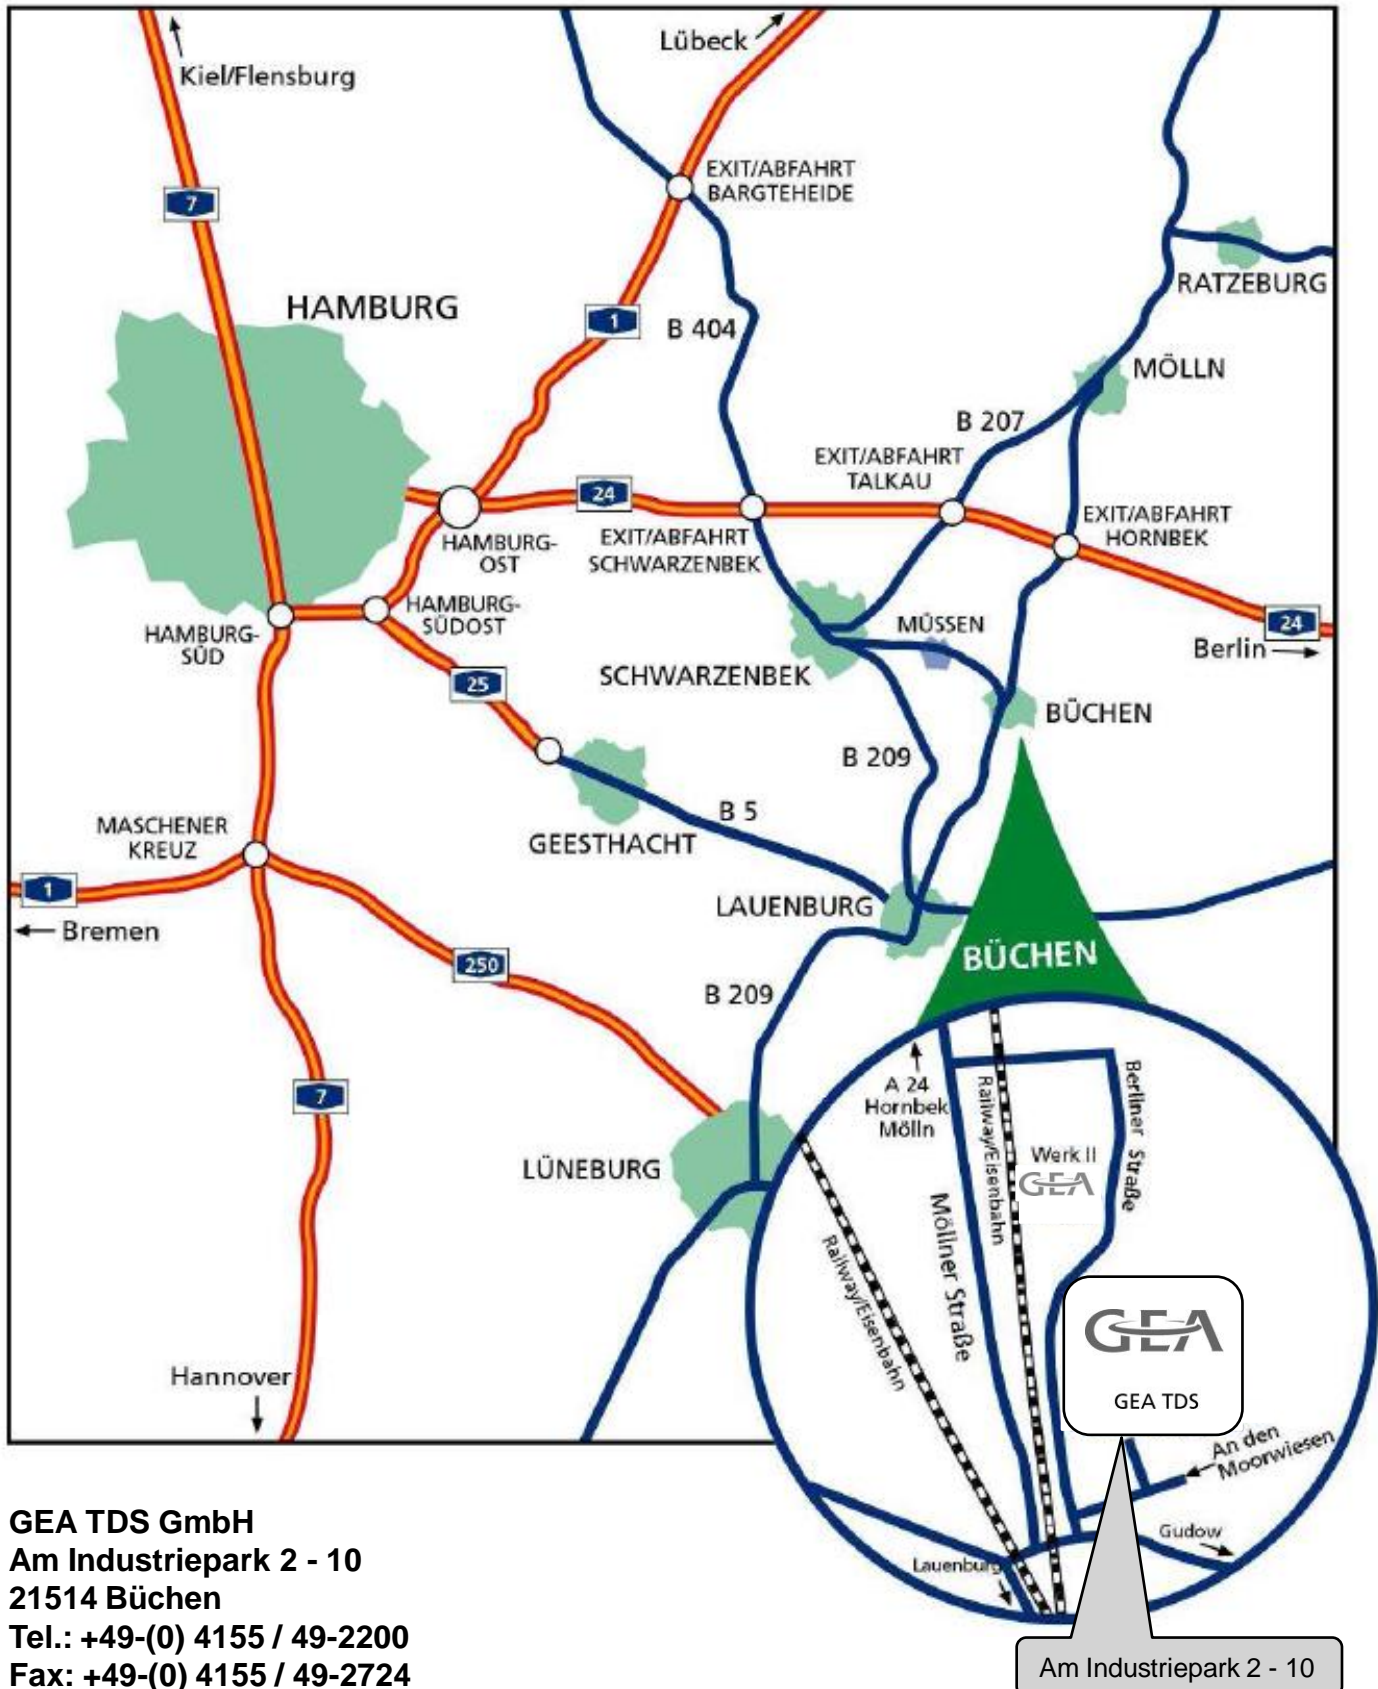 Kiel/Flensburg
Lübeck
EXIT/ABFAHRT
BARGTEHEIDE
7
RATZEBURG
HAMBURG
1
B 404
MÖLLN
B 207
EXIT/ABFAHRT
TALKAU
24
EXIT/ABFAHRT
HORNBEK
HAMBURG-
OST
EXIT/ABFAHRT
SCHWARZENBEK
HAMBURG-
SÜDOST
HAMBURG-
SÜD
MÜSSEN
24
Berlin
SCHWARZENBEK
25
BÜCHEN
B 209
B 5
MASCHENER
KREUZ
GEESTHACHT
1
Bremen
LAUENBURG
BÜCHEN
250
B 209
7
A 24
Hornbek
Mölln
Railway/Eisenbahn
Berliner Straße
Werk II
GEA
LÜNEBURG
Möllner Straße
Railway/Eisenbahn
GEA
GEA TDS
Hannover
An den
Moorwiesen
Gudow
Lauenburg
GEA TDS GmbH
Am Industriepark 2 - 10
21514 Büchen
Tel.: +49-(0) 4155 / 49-2200
Fax: +49-(0) 4155 / 49-2724
Am Industriepark 2 - 10